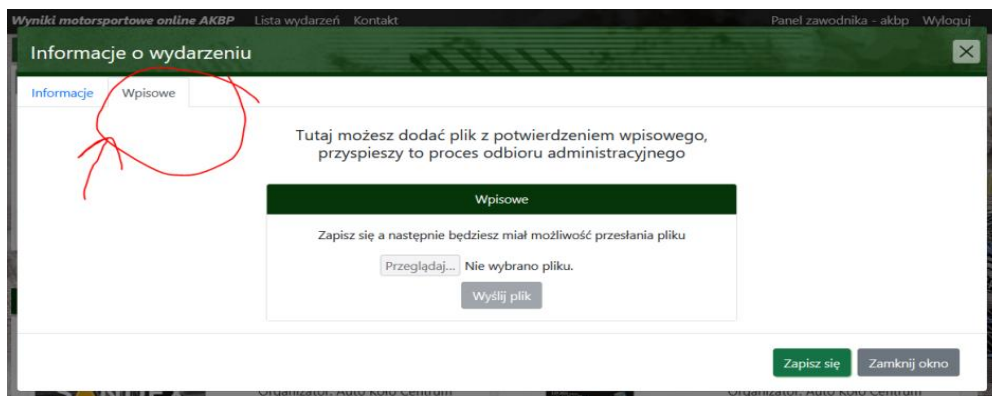 Wyniki motorsportowe online AKBP Lista wydarzeń Kontakt Panel zawodnika - akbp Wyloguj
Informacje o wydarzeniu
Informacje Wpisowe
Tutaj możesz dodać plik z potwierdzeniem wpisowego,
przyspieszy to proces odbioru administracyjnego
Wpisowe
Zapisz się a następnie będziesz miał możliwość przesłania pliku
Przeglądaj... Nie wybrano pliku.
Wyślij plik
Zapisz się Zamknij okno
Organizator: Auto Koło Centrum Organizator: Auto Koło Centrum